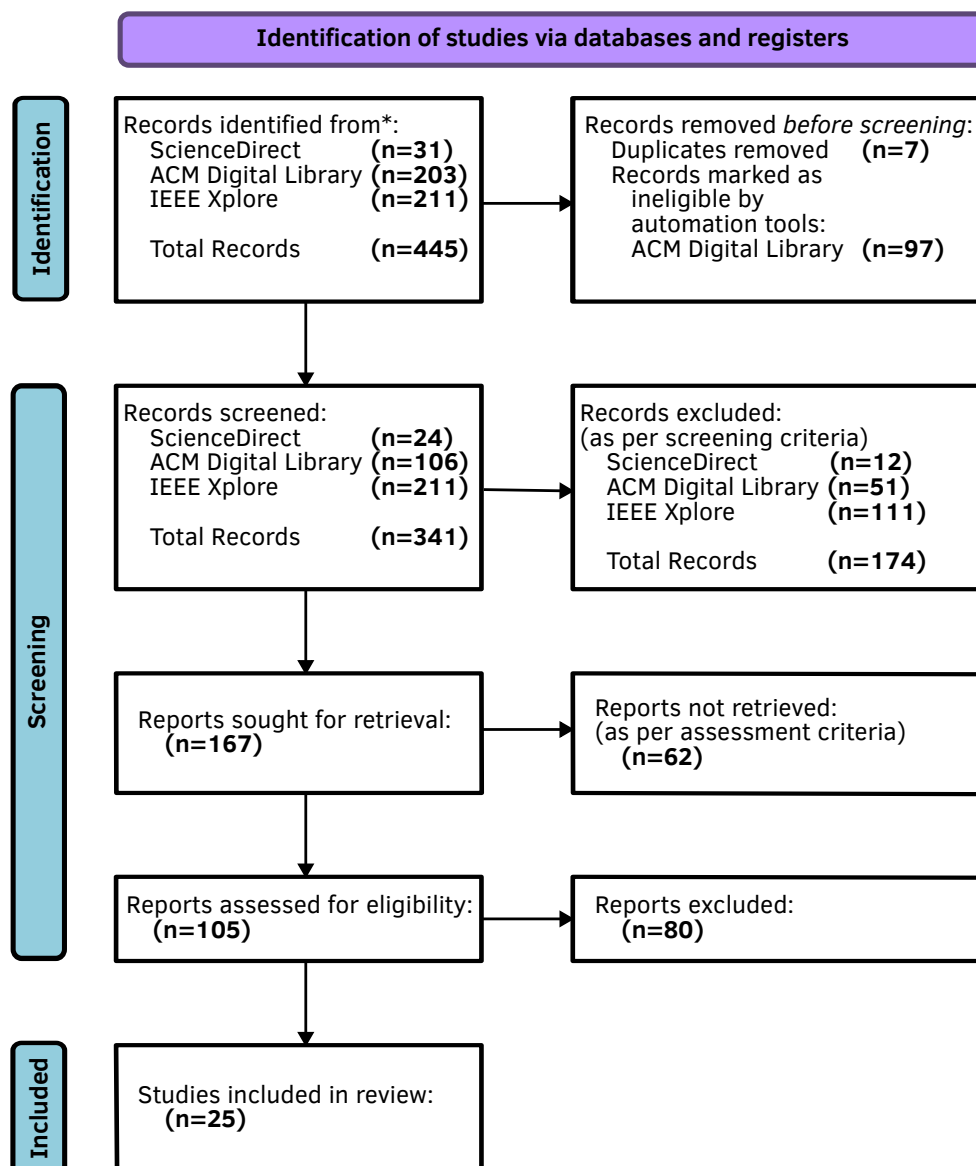 Identification of studies via databases and registers
Identification
Records identified from*:
ScienceDirect (n=31)
ACM Digital Library (n=203)
IEEE Xplore (n=211)
Total Records (n=445)
Records removed before screening:
Duplicates removed (n=7)
Records marked as
ineligible by
automation tools:
ACM Digital Library (n=97)
Screening
Records screened:
ScienceDirect (n=24)
ACM Digital Library (n=106)
IEEE Xplore (n=211)
Total Records (n=341)
Records excluded:
(as per screening criteria)
ScienceDirect (n=12)
ACM Digital Library (n=51)
IEEE Xplore (n=111)
Total Records (n=174)
Reports sought for retrieval:
(n=167)
Reports not retrieved:
(as per assessment criteria)
(n=62)
Reports assessed for eligibility:
(n=105)
Reports excluded:
(n=80)
Included
Studies included in review:
(n=25)